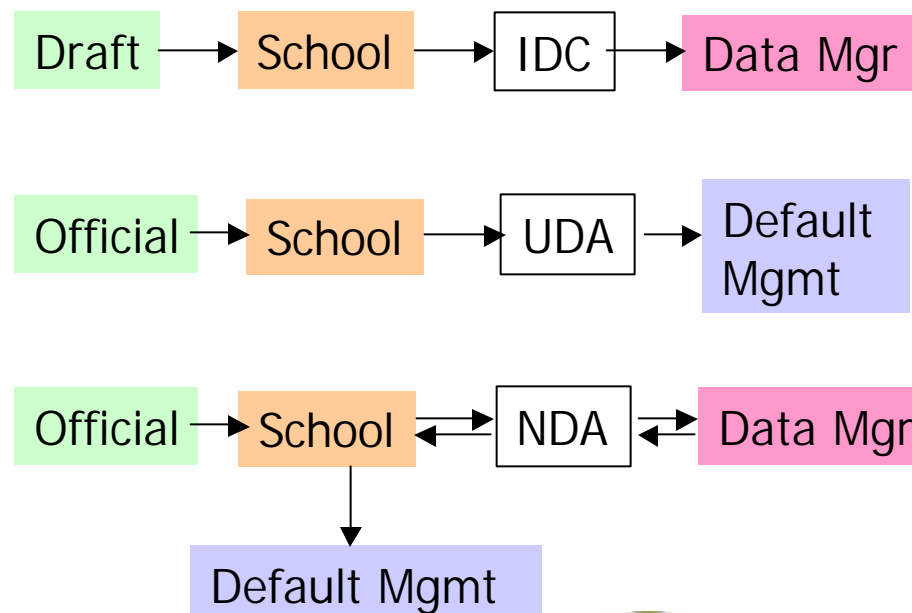 Draft School IDC Data Mgr
Official School UDA Default
Mgmt
Official School NDA Data Mgr
Default Mgmt